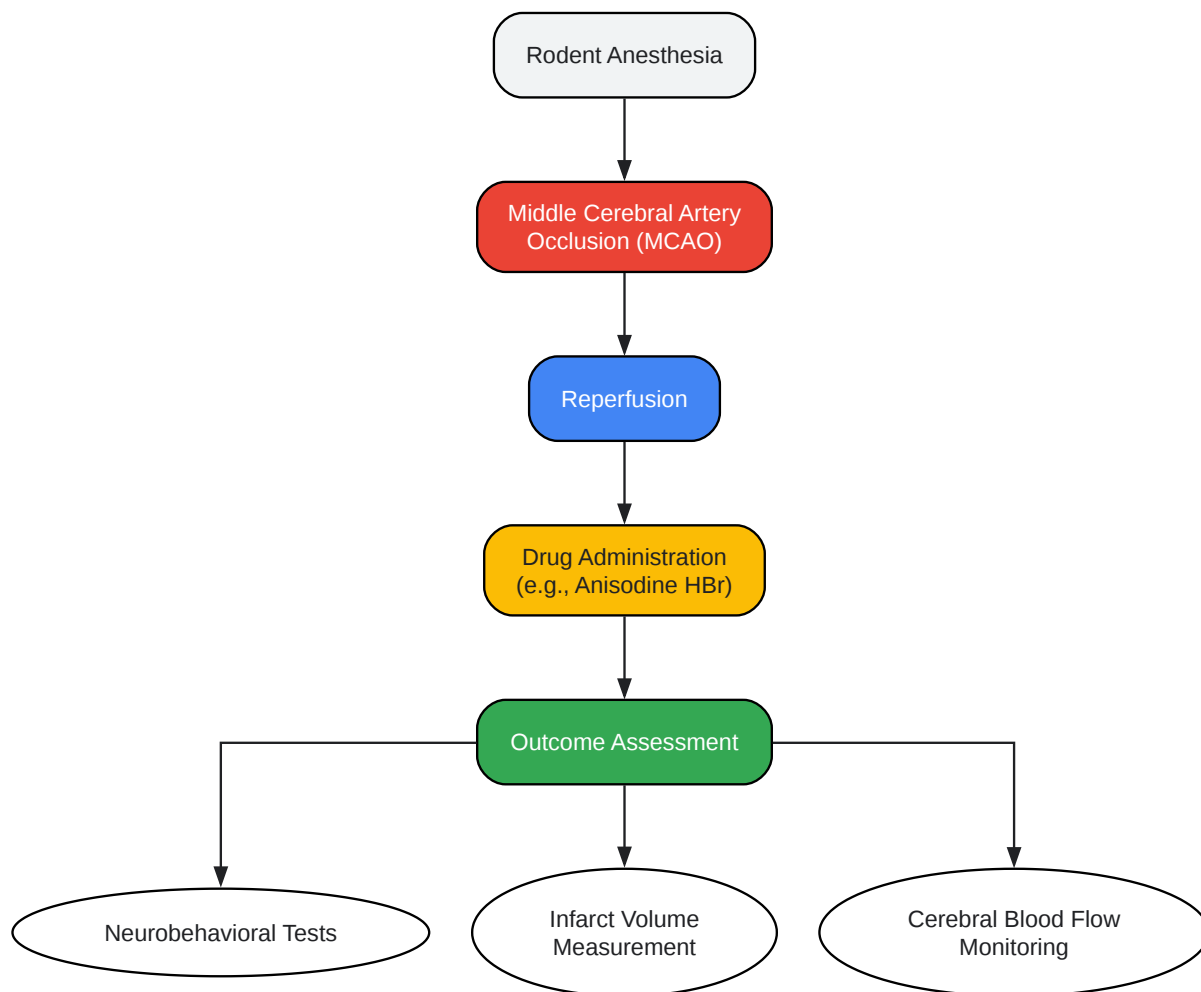 Rodent Anesthesia
Middle Cerebral Artery
Occlusion (MCAO)
Reperfusion
Drug Administration
(e.g., Anisodine HBr)
Outcome Assessment
Neurobehavioral Tests
Infarct Volume
Measurement
Cerebral Blood Flow
Monitoring